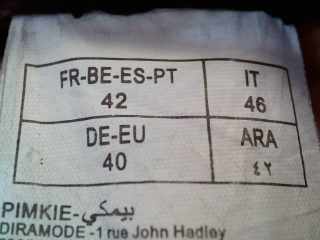 FR-BE-ES-PT IT
42 46
DE-EU ARA
40 ٤٢
PIMKIE-بيمكي
DIRAMODE-1 rue John Hadley